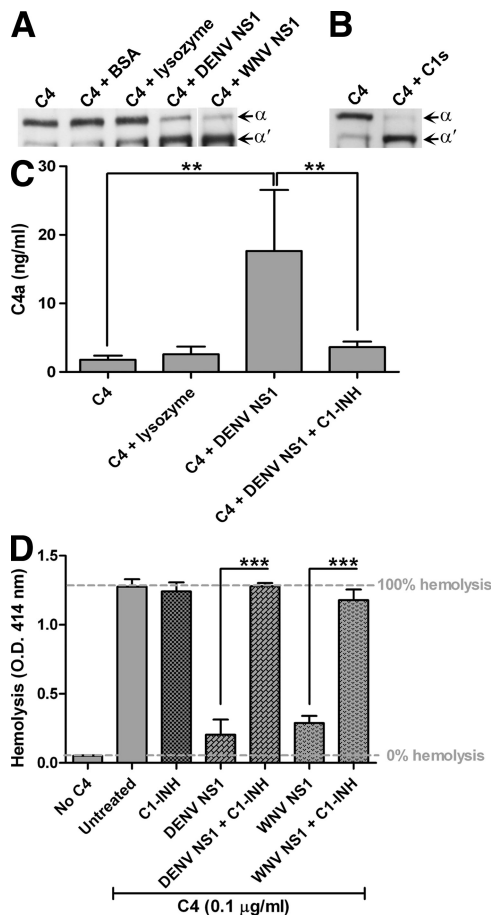 A
B
C4
C4 + BSA
C4 + lysozyme
C4 + DENV NS1
C4 + WNV NS1
←α
←α′
C4
C4 + C1s
←α
←α′
C
30
20
10
0
C4a (ng/ml)
**
**
C4
C4 + lysozyme
C4 + DENV NS1
C4 + DENV NS1 + C1-INH
D
1.5
1.0
0.5
0.0
Hemolysis (O.D. 414 nm)
***
***
100% hemolysis
0% hemolysis
No C4
Untreated
C1-INH
DENV NS1
DENV NS1 + C1-INH
WNV NS1
WNV NS1 + C1-INH
C4 (0.1 μg/ml)